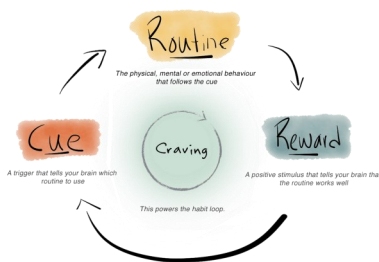 Routine
The physical, mental or emotional behaviour
that follows the cue
Cue
A trigger that tells your brain which
routine to use
Craving
This powers the habit loop.
Reward
A positive stimulus that tells your brain tha
the routine works well